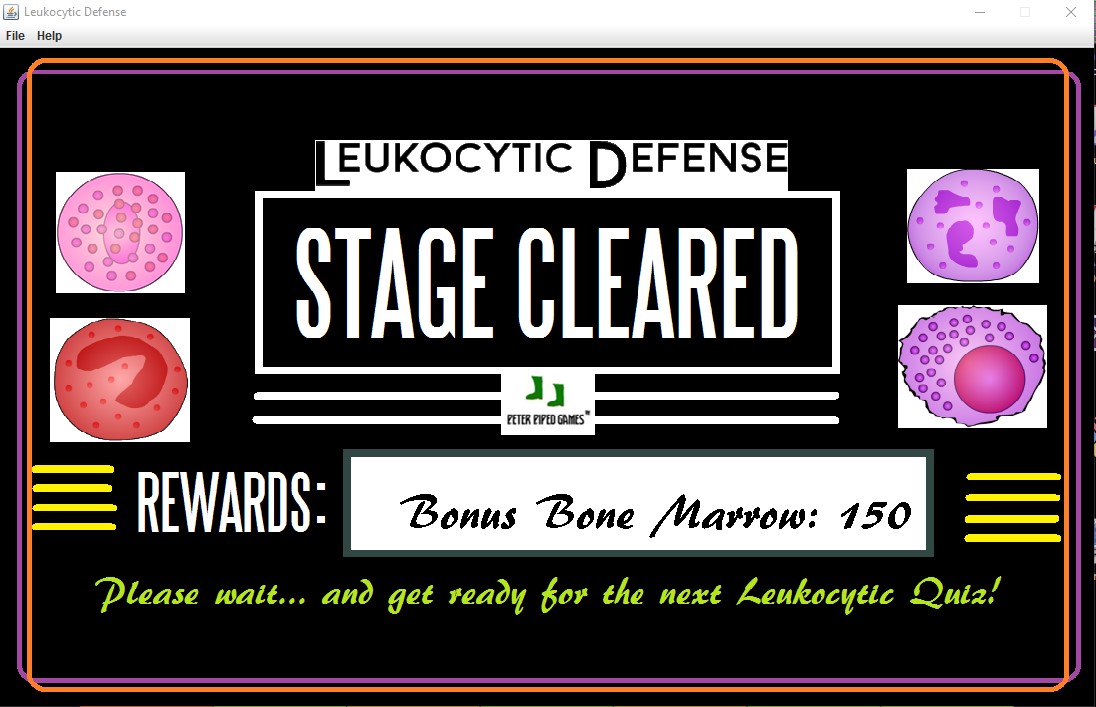 Leukocytic Defense
File Help
LEUKOCYTIC DEFENSE
STAGE CLEARED
PETER PIPED GAMES™
REWARDS:
Bonus Bone Marrow: 150
Please wait... and get ready for the next Leukocytic Quiz!